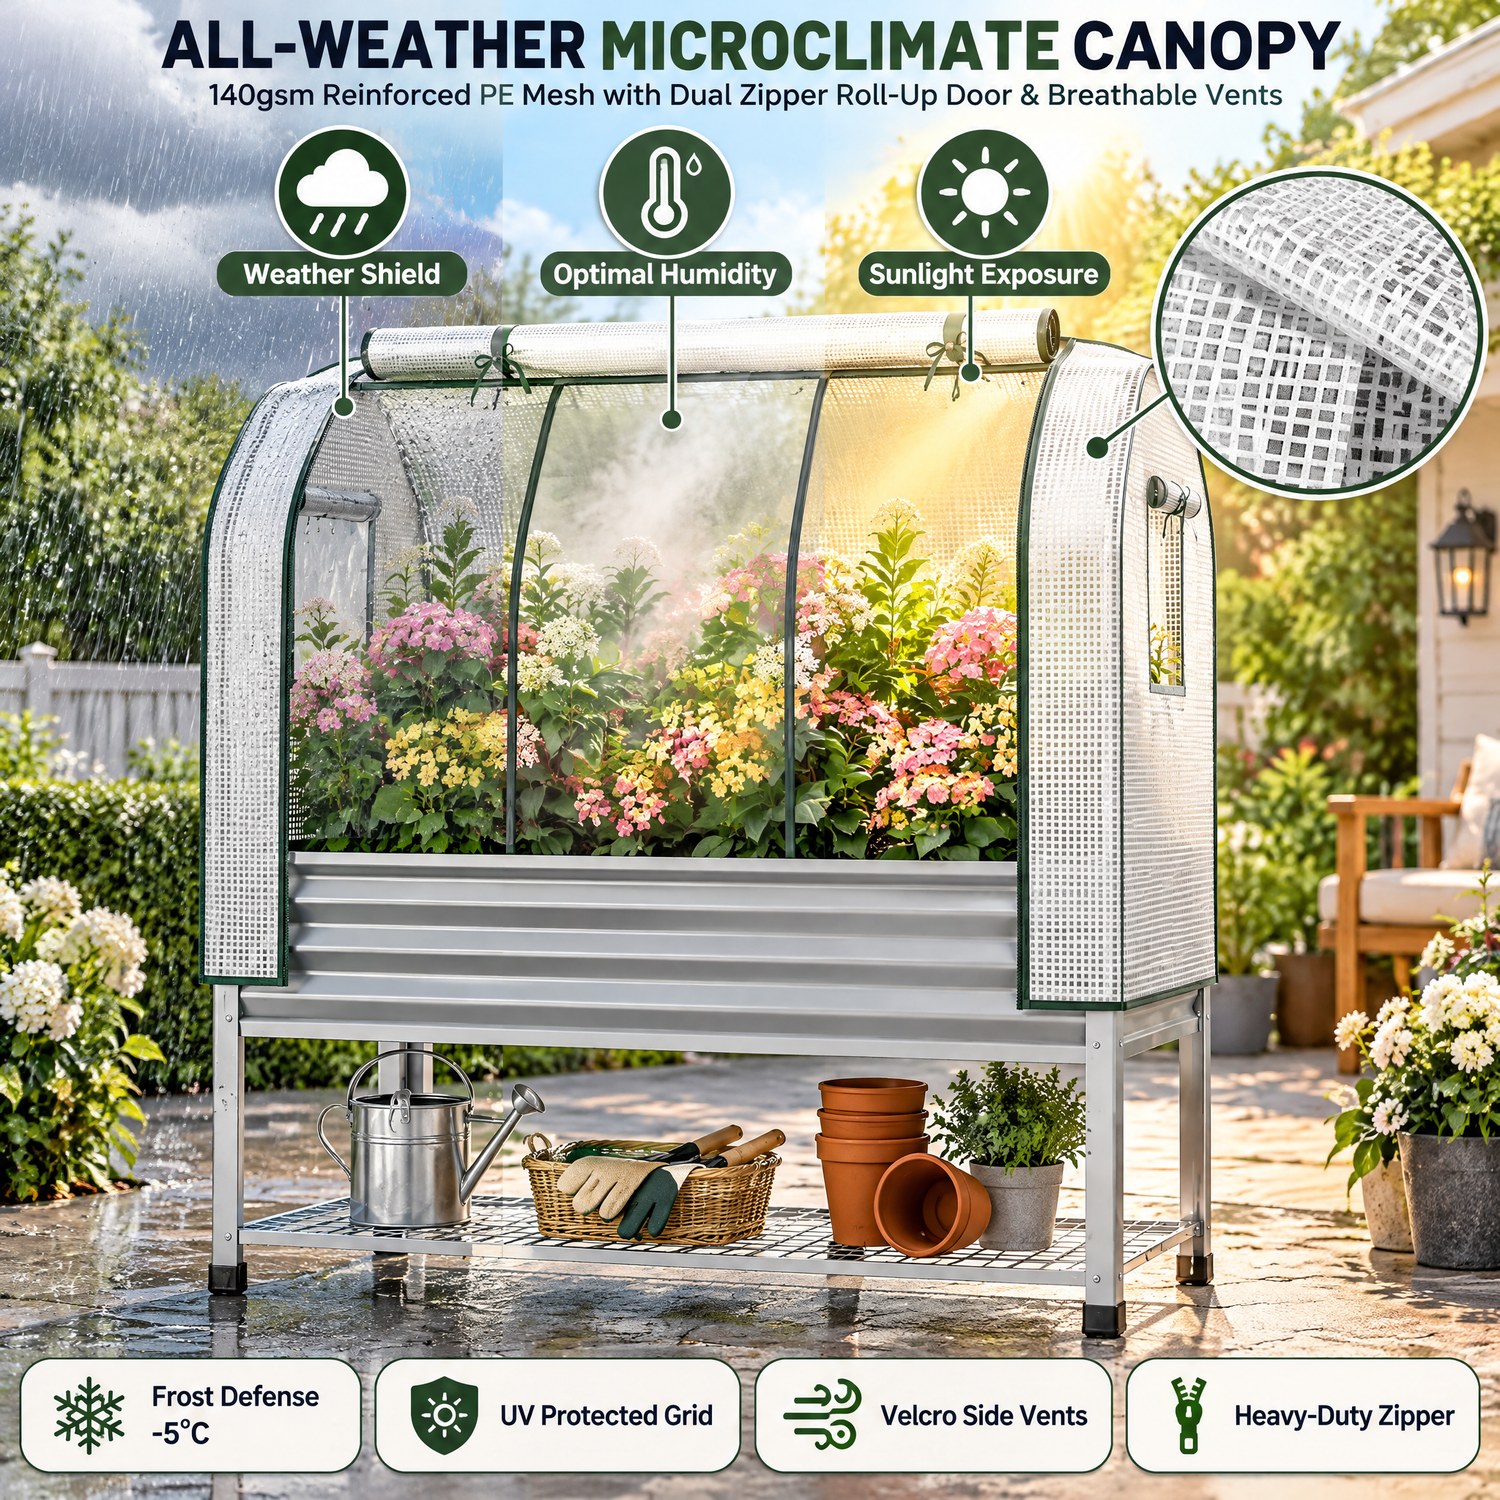 ALL-WEATHER MICROCLIMATE CANOPY
140gsm Reinforced PE Mesh with Dual Zipper Roll-Up Door & Breathable Vents
Weather Shield
Optimal Humidity
Sunlight Exposure
Frost Defense
-5°C
UV Protected Grid
Velcro Side Vents
Heavy-Duty Zipper